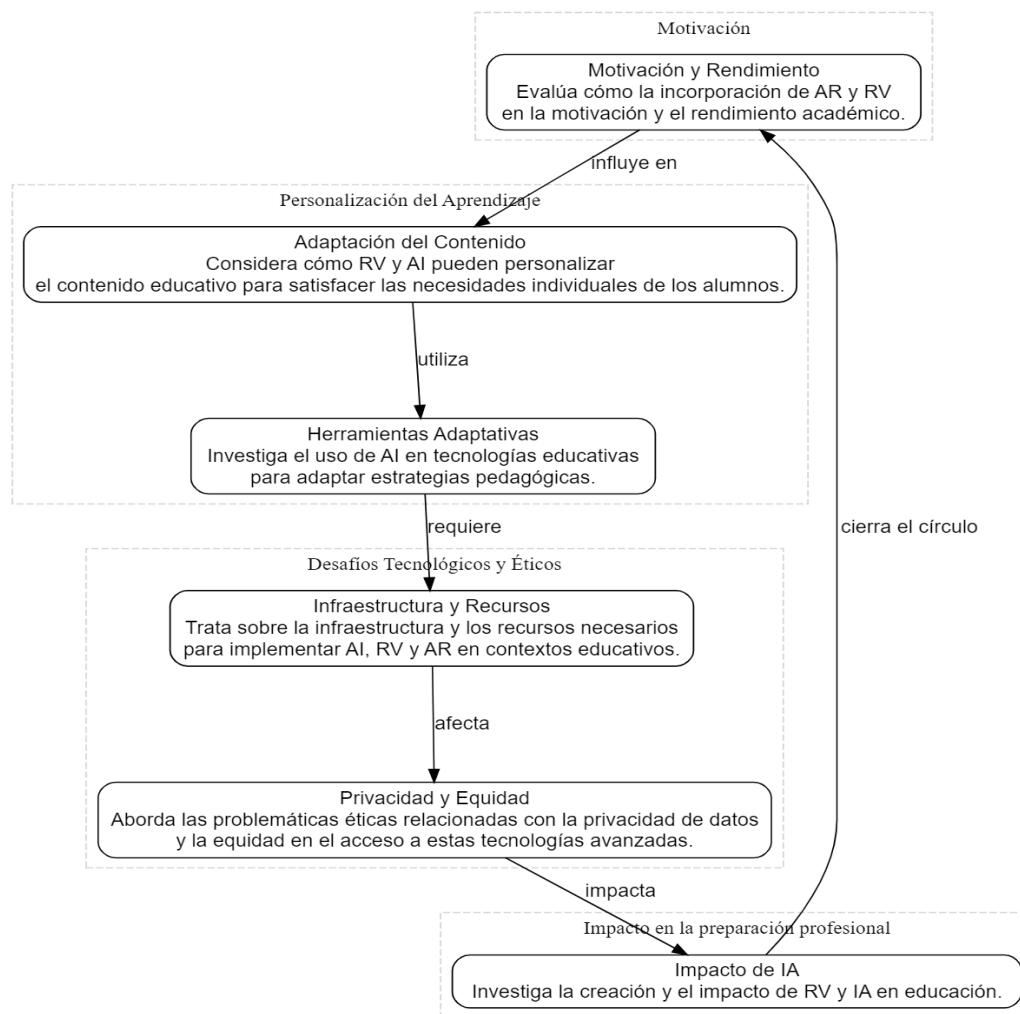 Motivación
Motivación y Rendimiento
Evalúa cómo la incorporación de AR y RV
en la motivación y el rendimiento académico.
influye en
Personalización del Aprendizaje
Adaptación del Contenido
Considera cómo RV y AI pueden personalizar
el contenido educativo para satisfacer las necesidades individuales de los alumnos.
utiliza
Herramientas Adaptativas
Investiga el uso de AI en tecnologías educativas
para adaptar estrategias pedagógicas.
requiere
cierra el círculo
Desafíos Tecnológicos y Éticos
Infraestructura y Recursos
Trata sobre la infraestructura y los recursos necesarios
para implementar AI, RV y AR en contextos educativos.
afecta
Privacidad y Equidad
Aborda las problemáticas éticas relacionadas con la privacidad de datos
y la equidad en el acceso a estas tecnologías avanzadas.
impacta
Impacto en la preparación profesional
Impacto de IA
Investiga la creación y el impacto de RV y IA en educación.